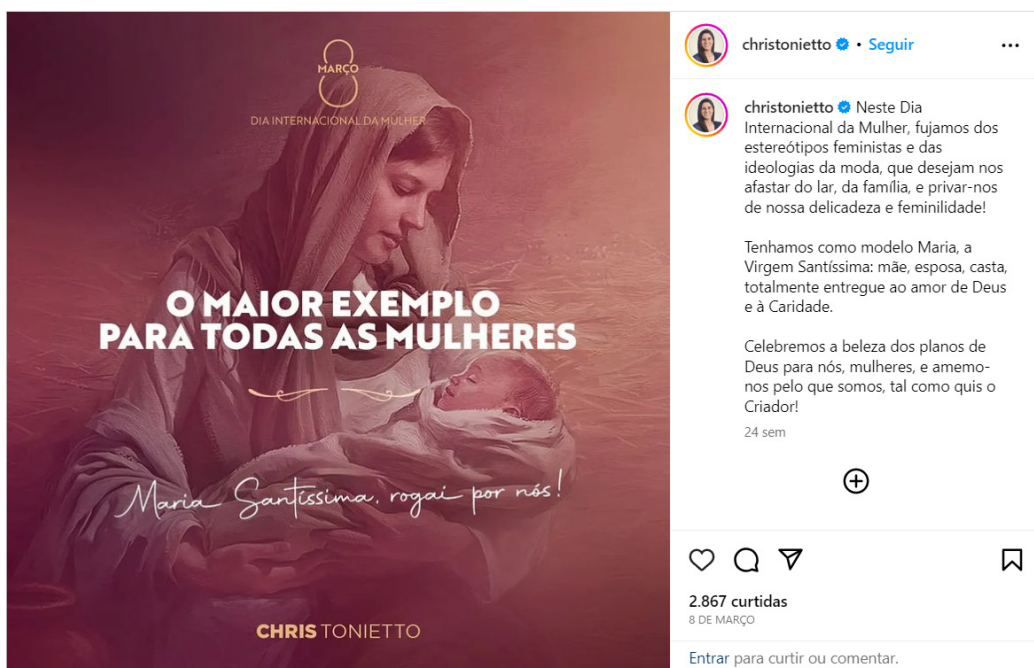 8
MARÇO
DIA INTERNACIONAL DA MULHER
O MAIOR EXEMPLO
PARA TODAS AS MULHERES
Maria Santíssima, rogai por nós!
CHRIS TONIETTO
christonietto • Seguir
christonietto Neste Dia
Internacional da Mulher, fujamos dos
estereótipos feministas e das
ideologias da moda, que desejam nos
afastar do lar, da família, e privar-nos
de nossa delicadeza e feminilidade!
Tenhamos como modelo Maria, a
Virgem Santíssima: mãe, esposa, casta,
totalmente entregue ao amor de Deus
e à Caridade.
Celebremos a beleza dos planos de
Deus para nós, mulheres, e amemo-
nos pelo que somos, tal como quis o
Criador!
24 sem
2.867 curtidas
8 DE MARÇO
Entrar para curtir ou comentar.